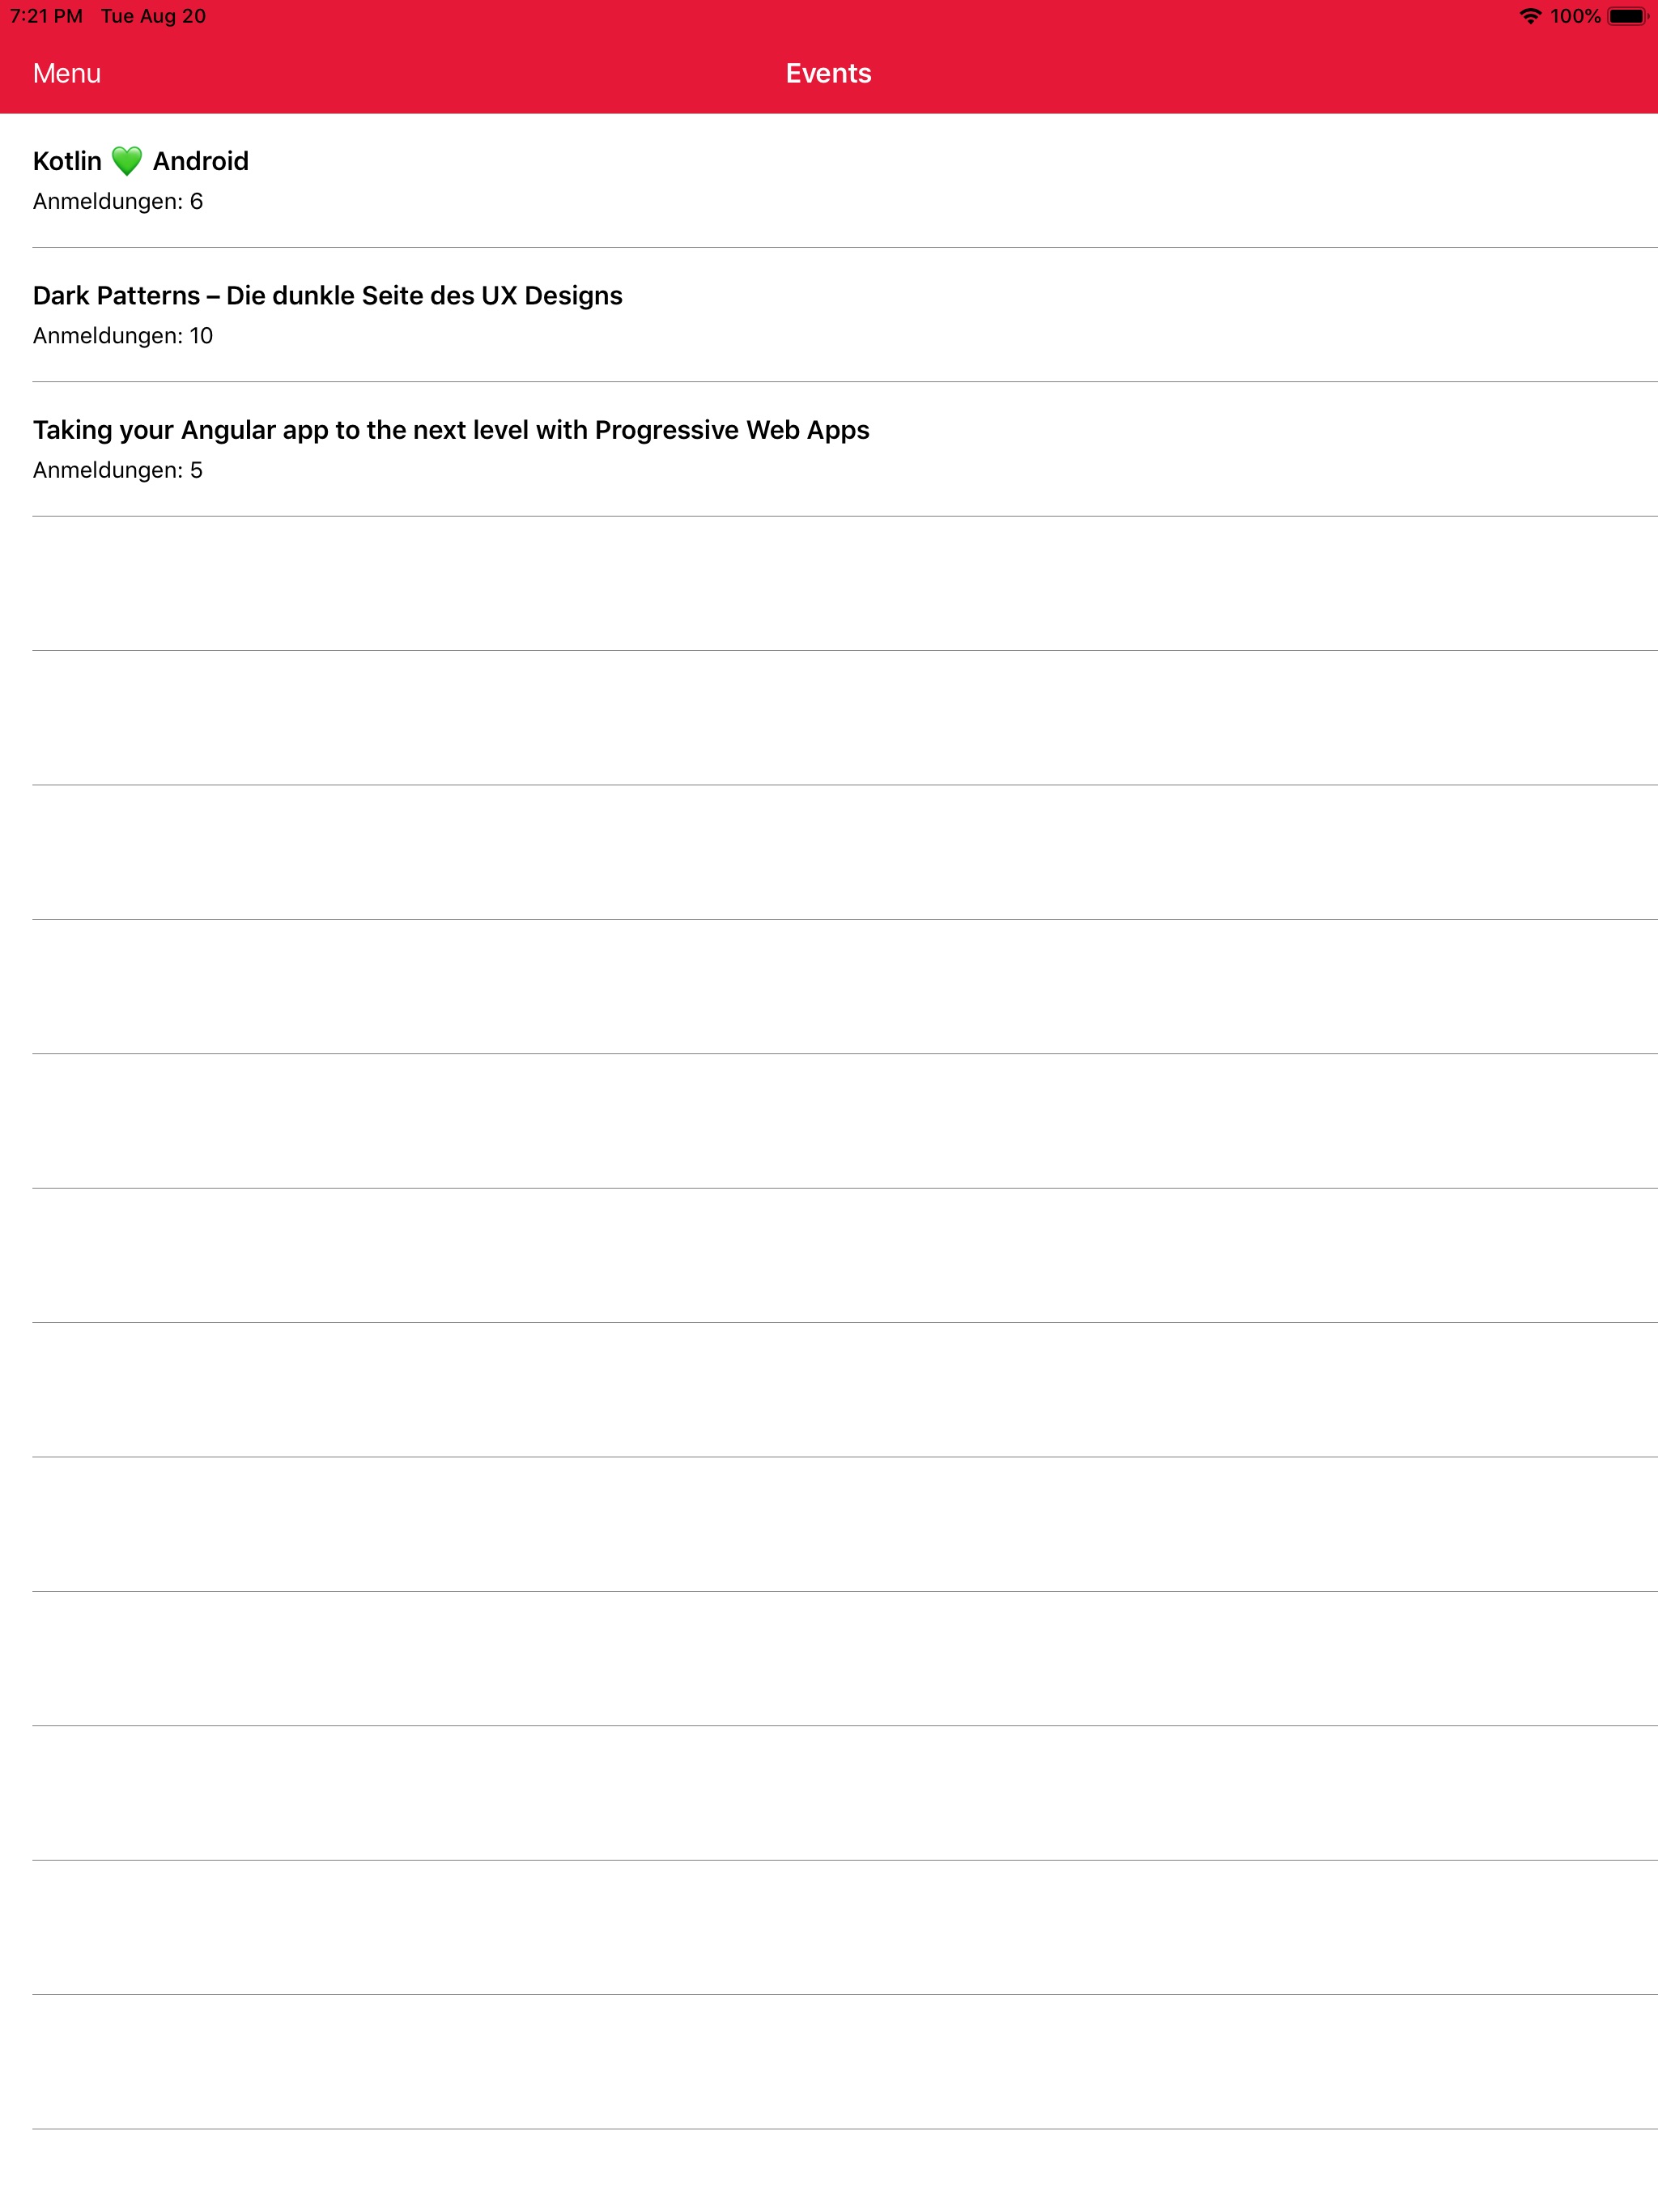 7:21 PM Tue Aug 20 100%
Menu Events
Kotlin 💚 Android
Anmeldungen: 6
Dark Patterns – Die dunkle Seite des UX Designs
Anmeldungen: 10
Taking your Angular app to the next level with Progressive Web Apps
Anmeldungen: 5